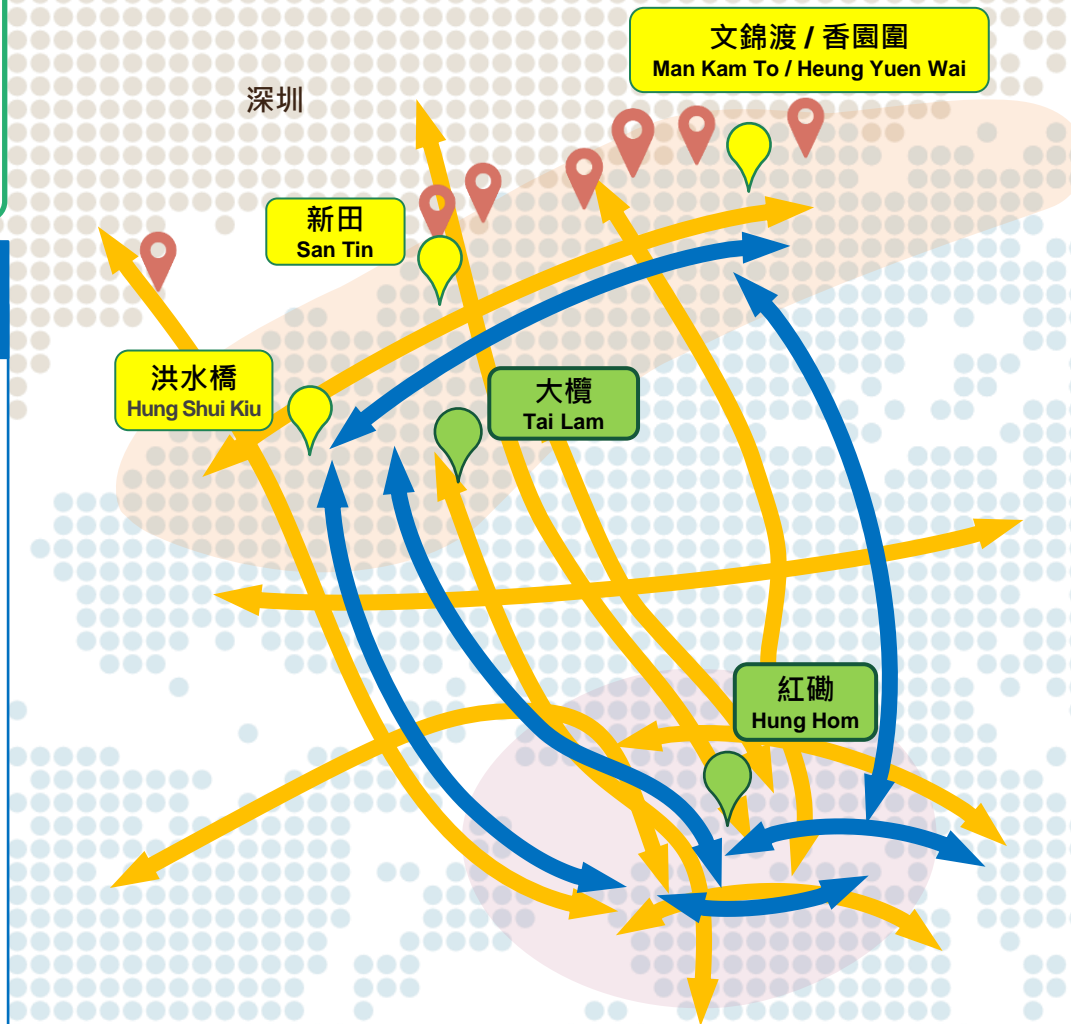 文錦渡 / 香園圍
Man Kam To / Heung Yuen Wai
深圳
新田
San Tin
洪水橋
Hung Shui Kiu
大欖
Tai Lam
紅磡
Hung Hom